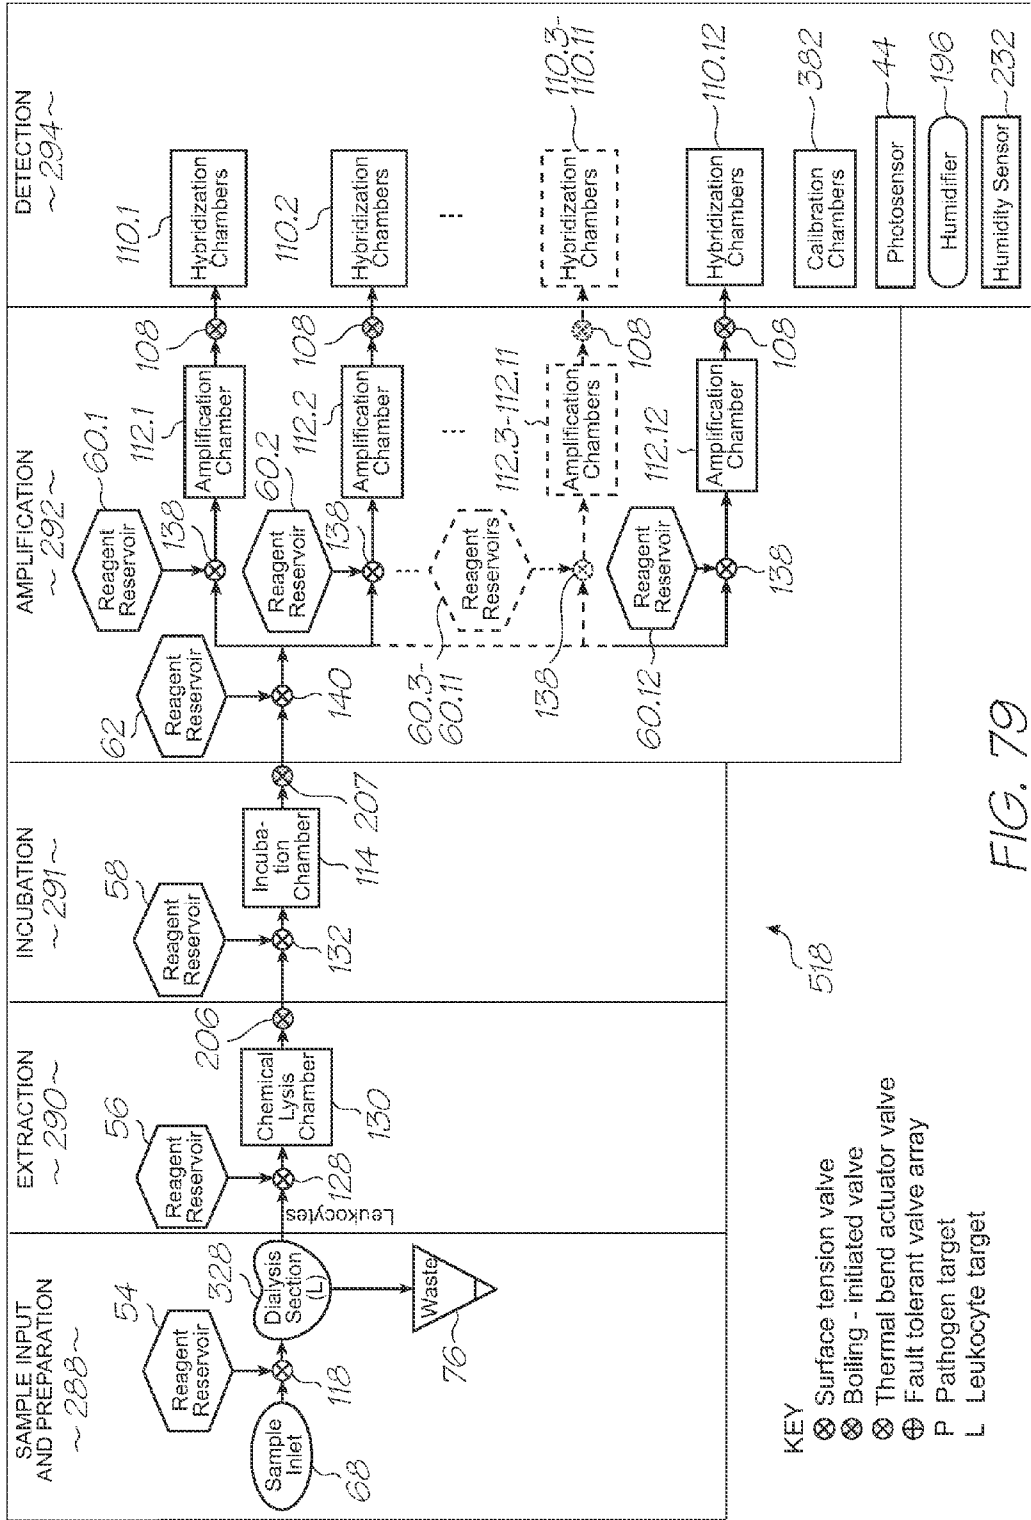 SAMPLE INPUT
AND PREPARATION
~288~
EXTRACTION
~290~
INCUBATION
~291~
AMPLIFICATION
~292~
DETECTION
~294~
54
Reagent
Reservoir
Sample
Inlet
68
118
328
Dialysis
Section
(L)
Waste
76
Leukocytes
56
Reagent
Reservoir
128
Chemical
Lysis
Chamber
130
206
58
Reagent
Reservoir
132
Incuba-
tion
Chamber
114
207
62
Reagent
Reservoir
140
60.1
Reagent
Reservoir
138
112.1
Amplification
Chamber
108
110.1
Hybridization
Chambers
60.2
Reagent
Reservoir
138
112.2
Amplification
Chamber
108
110.2
Hybridization
Chambers
...
...
...
60.3-
60.11
Reagent
Reservoirs
138
112.3-112.11
Amplification
Chambers
108
110.3-
110.11
Hybridization
Chambers
60.12
Reagent
Reservoir
138
112.12
Amplification
Chamber
108
110.12
Hybridization
Chambers
Calibration
Chambers
382
Photosensor
44
Humidifier
196
Humidity Sensor
232
518
KEY
Surface tension valve
Boiling - initiated valve
Thermal bend actuator valve
Fault tolerant valve array
P Pathogen target
L Leukocyte target
FIG. 79